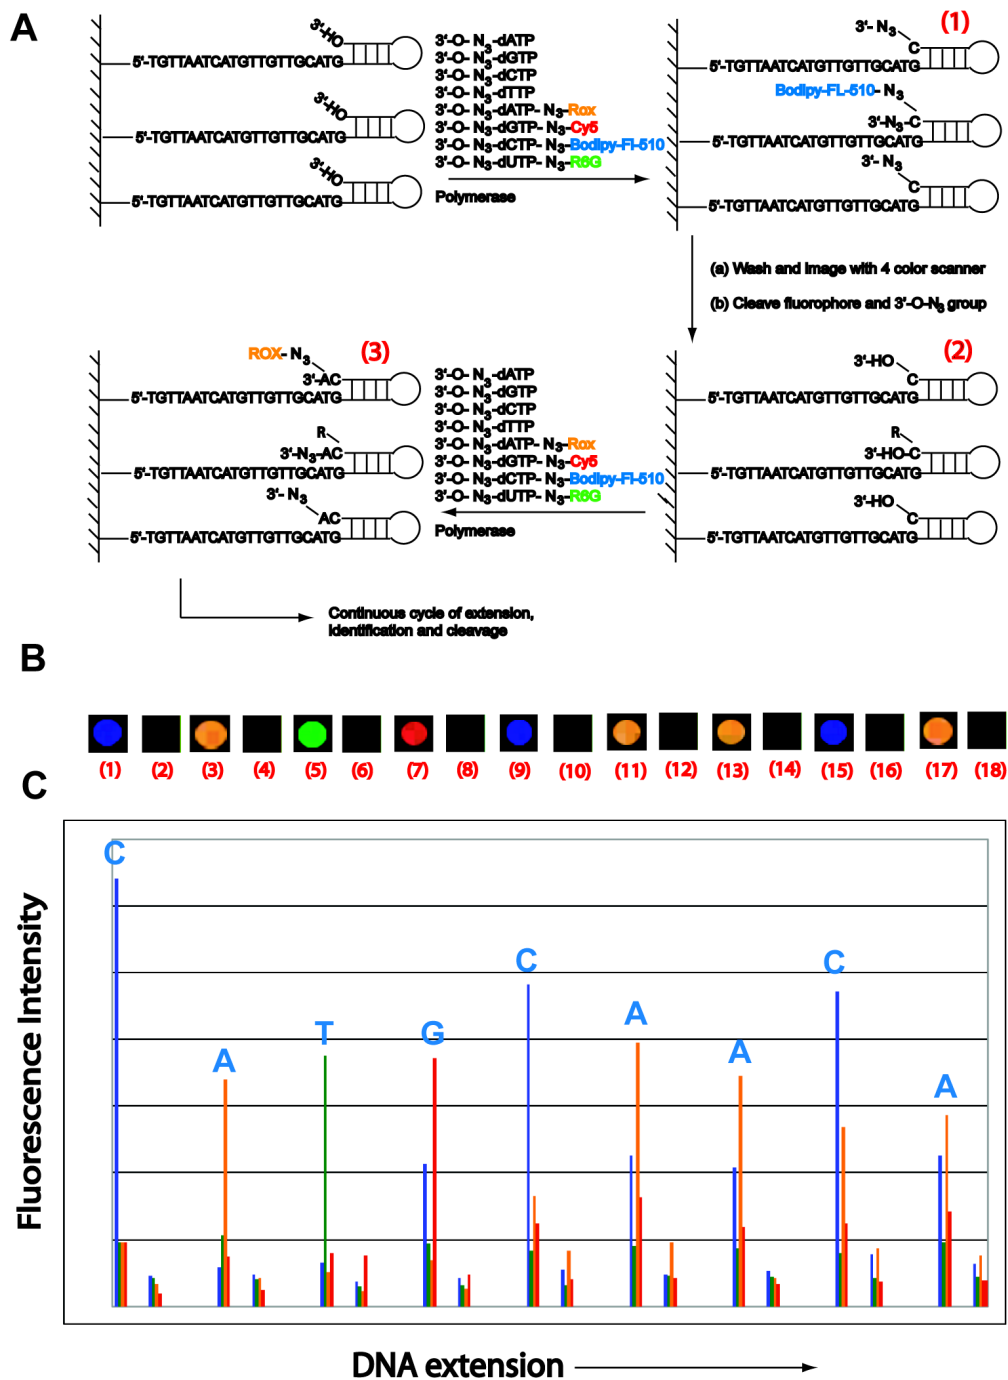 A
3'-HO
5'-TGTTAATCATGTTGTTGCATG
3'-HO
5'-TGTTAATCATGTTGTTGCATG
3'-HO
5'-TGTTAATCATGTTGTTGCATG
3'-O- N3-dATP
3'-O- N3-dGTP
3'-O- N3-dCTP
3'-O- N3-dTTP
3'-O- N3-dATP- N3-Rox
3'-O- N3-dGTP- N3-Cy5
3'-O- N3-dCTP- N3-Bodipy-Fl-510
3'-O- N3-dUTP- N3-R6G
Polymerase
(1)
3'- N3
C
5'-TGTTAATCATGTTGTTGCATG
Bodipy-FL-510- N3
3'-N3-C
5'-TGTTAATCATGTTGTTGCATG
3'- N3
C
5'-TGTTAATCATGTTGTTGCATG
(a) Wash and image with 4 color scanner
(b) Cleave fluorophore and 3'-O-N3 group
(2)
3'-HO
C
5'-TGTTAATCATGTTGTTGCATG
R
3'-HO-C
5'-TGTTAATCATGTTGTTGCATG
3'-HO
C
5'-TGTTAATCATGTTGTTGCATG
3'-O- N3-dATP
3'-O- N3-dGTP
3'-O- N3-dCTP
3'-O- N3-dTTP
3'-O- N3-dATP- N3-Rox
3'-O- N3-dGTP- N3-Cy5
3'-O- N3-dCTP- N3-Bodipy-Fl-510
3'-O- N3-dUTP- N3-R6G
Polymerase
(3)
ROX- N3
3'-AC
5'-TGTTAATCATGTTGTTGCATG
R
3'-N3-AC
5'-TGTTAATCATGTTGTTGCATG
3'- N3
AC
5'-TGTTAATCATGTTGTTGCATG
Continuous cycle of extension,
identification and cleavage
B
(1) (2) (3) (4) (5) (6) (7) (8) (9) (10) (11) (12) (13) (14) (15) (16) (17) (18)
C
C A T G C A A C A
Fluorescence Intensity
DNA extension